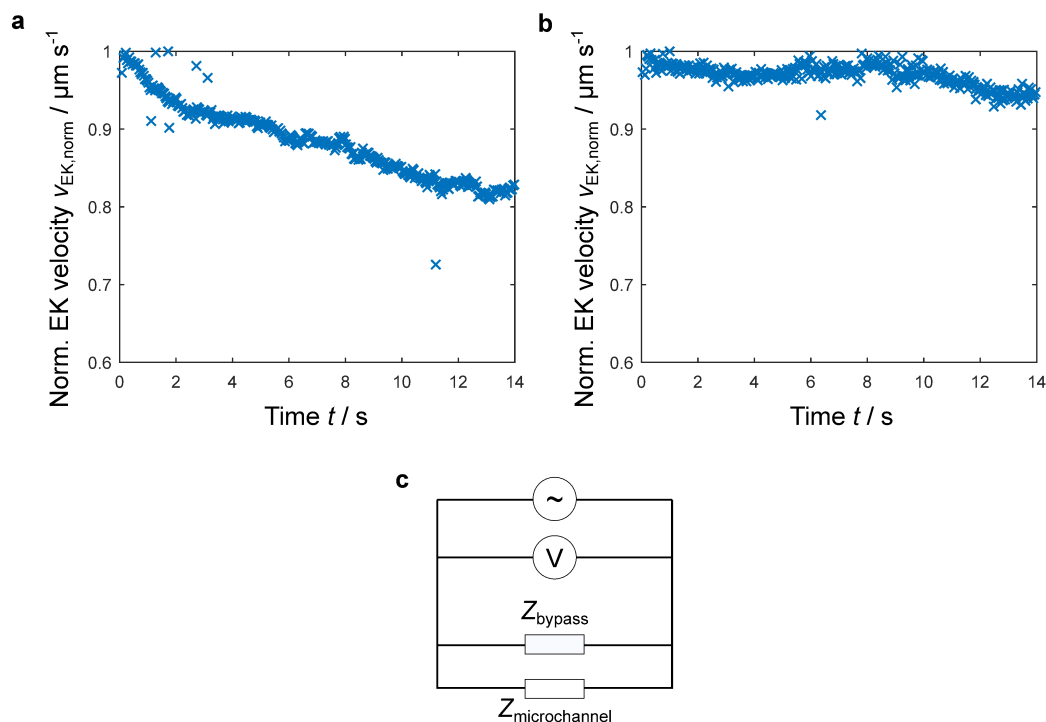 a
Norm. EK velocity vEK,norm / µm s-1
1
0.9
0.8
0.7
0.6
0 2 4 6 8 10 12 14
Time t / s
b
Norm. EK velocity vEK,norm / µm s-1
1
0.9
0.8
0.7
0.6
0 2 4 6 8 10 12 14
Time t / s
c
~
V
Zbypass
Zmicrochannel